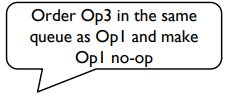 Order Op3 in the same
queue as Op1 and make
Op1 no-op